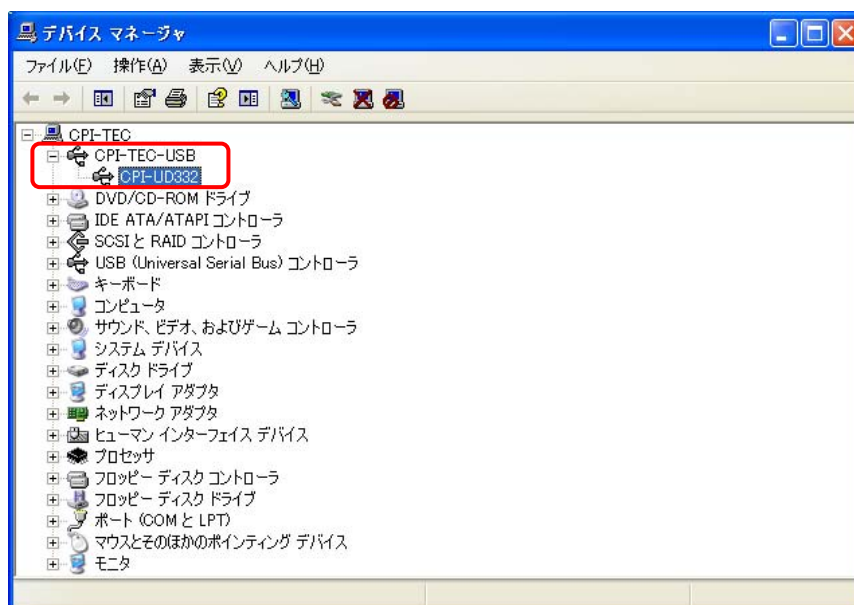 デバイス マネージャ
ファイル(F) 操作(A) 表示(V) ヘルプ(H)
CPI-TEC
CPI-TEC-USB
CPI-UD332
DVD/CD-ROM ドライブ
IDE ATA/ATAPI コントローラ
SCSI と RAID コントローラ
USB (Universal Serial Bus) コントローラ
キーボード
コンピュータ
サウンド、ビデオ、およびゲーム コントローラ
システム デバイス
ディスク ドライブ
ディスプレイ アダプタ
ネットワーク アダプタ
ヒューマン インターフェイス デバイス
プロセッサ
フロッピー ディスク コントローラ
フロッピー ディスク ドライブ
ポート (COM と LPT)
マウスとそのほかのポインティング デバイス
モニタ